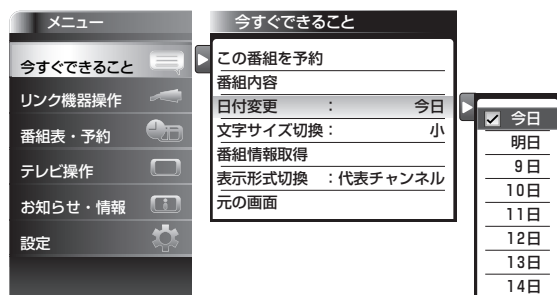 メニュー
今すぐできること
リンク機器操作
番組表・予約
テレビ操作
お知らせ・情報
設定
今すぐできること
この番組を予約
番組内容
日付変更 : 今日
文字サイズ切換 : 小
番組情報取得
表示形式切換 : 代表チャンネル
元の画面
今日
明日
9日
10日
11日
12日
13日
14日